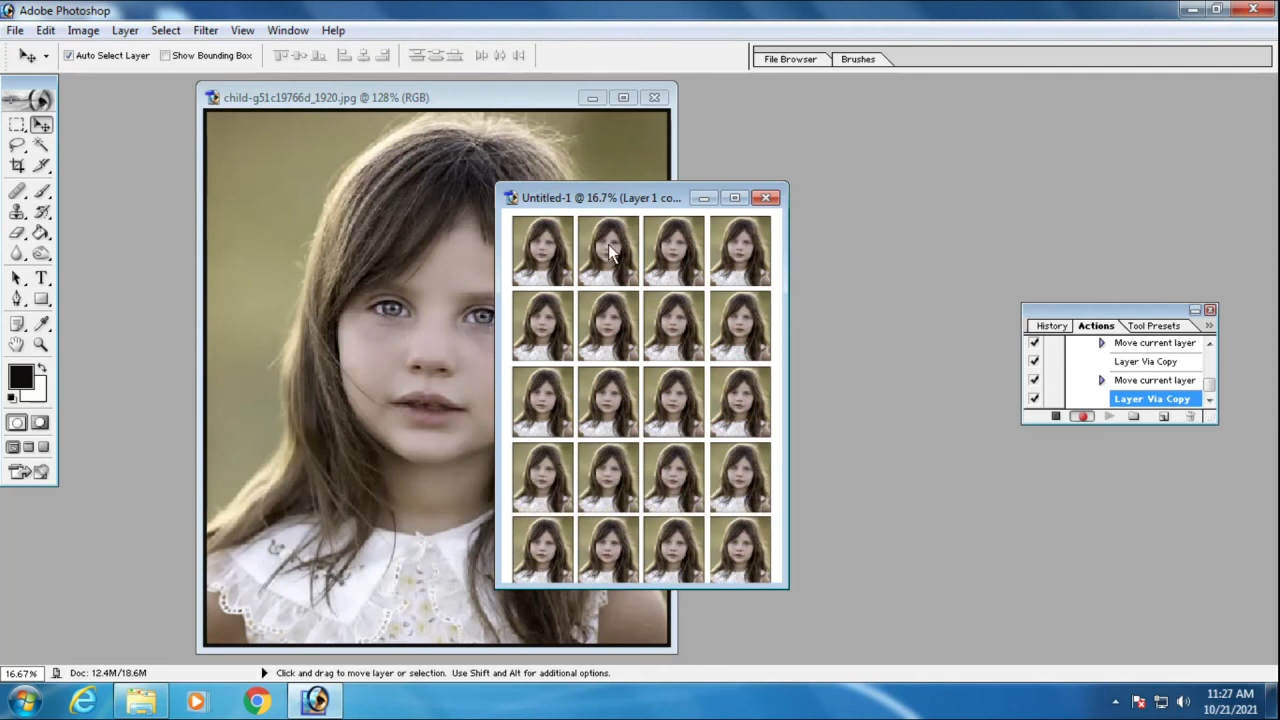 Adobe Photoshop
File Edit Image Layer Select Filter View Window Help
Auto Select Layer Show Bounding Box File Browser Brushes
child-g51c19766d_1920.jpg @ 128% (RGB)
Untitled-1 @ 16.7% (Layer 1 co...
History Actions Tool Presets
Move current layer
Layer Via Copy
Move current layer
Layer Via Copy
T
16.67% Doc: 12.4M/18.6M Click and drag to move layer or selection. Use Shift and Alt for additional options.
11:27 AM
10/21/2021